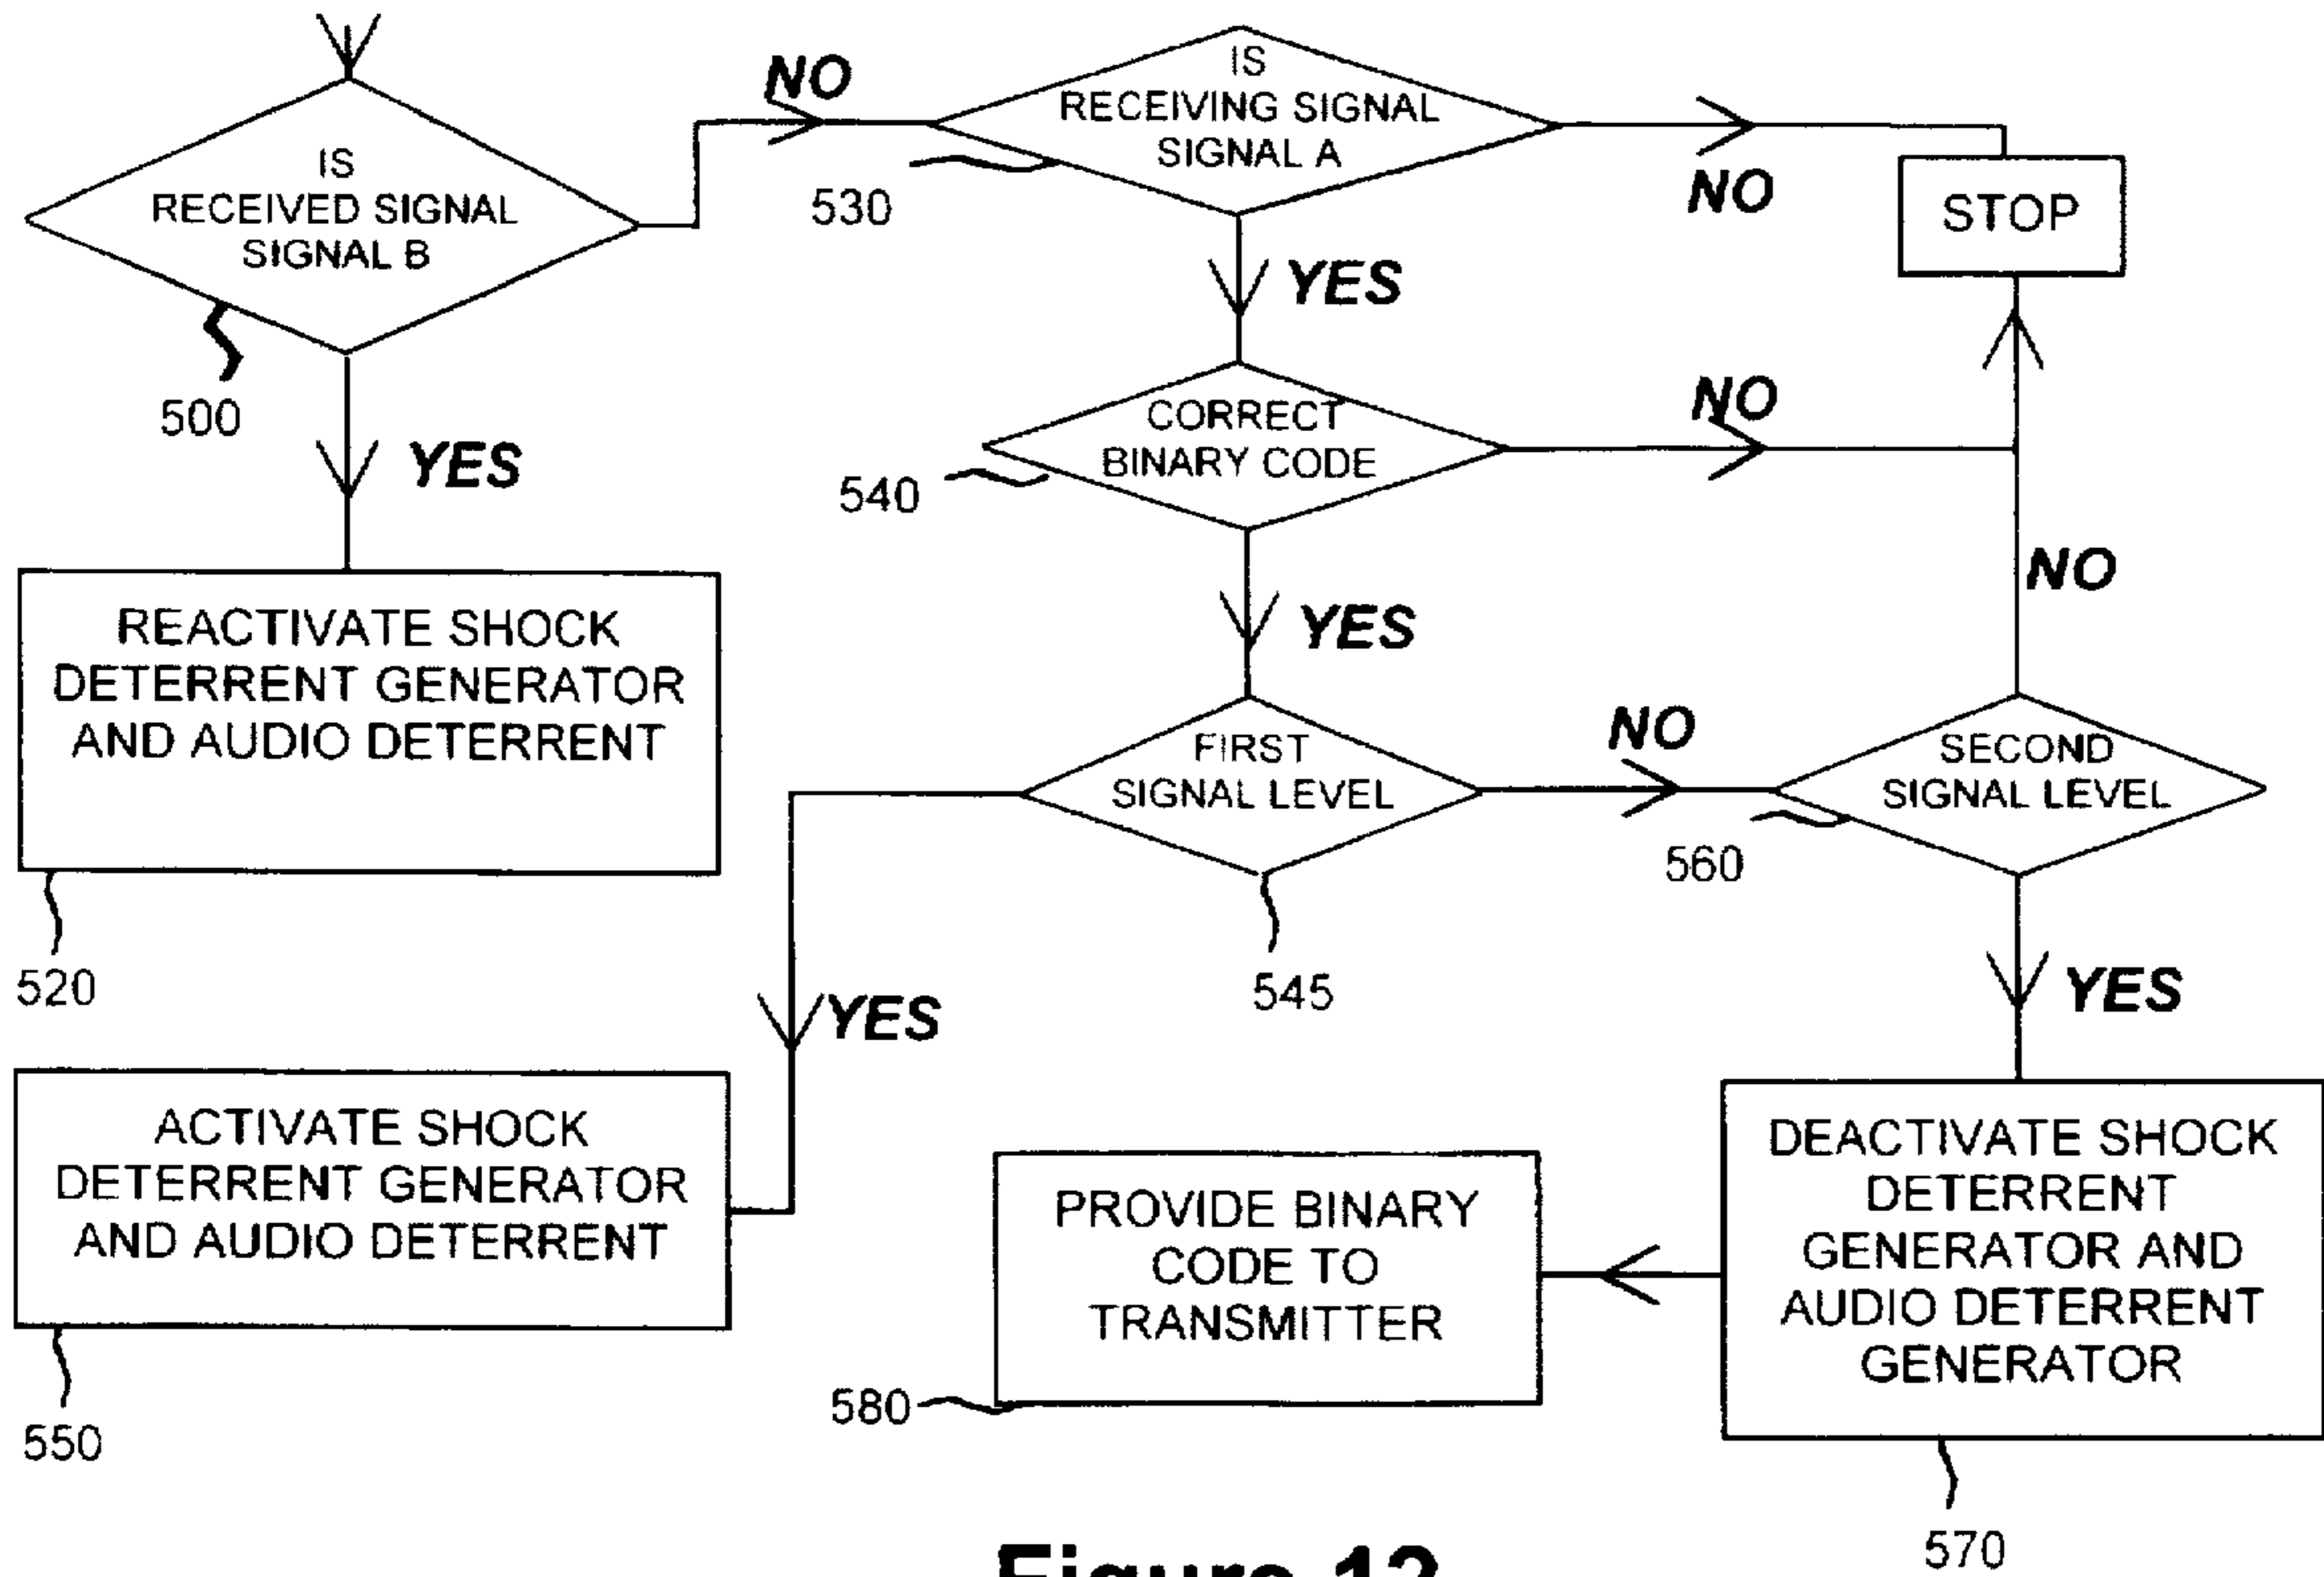 IS
RECEIVED SIGNAL
SIGNAL B
500
NO
IS
RECEIVING SIGNAL
SIGNAL A
530
NO
STOP
YES
YES
CORRECT
BINARY CODE
540
NO
YES
NO
REACTIVATE SHOCK
DETERRENT GENERATOR
AND AUDIO DETERRENT
520
FIRST
SIGNAL LEVEL
545
NO
SECOND
SIGNAL LEVEL
560
YES
YES
ACTIVATE SHOCK
DETERRENT GENERATOR
AND AUDIO DETERRENT
550
PROVIDE BINARY
CODE TO
TRANSMITTER
580
DEACTIVATE SHOCK
DETERRENT
GENERATOR AND
AUDIO DETERRENT
GENERATOR
570
Figure